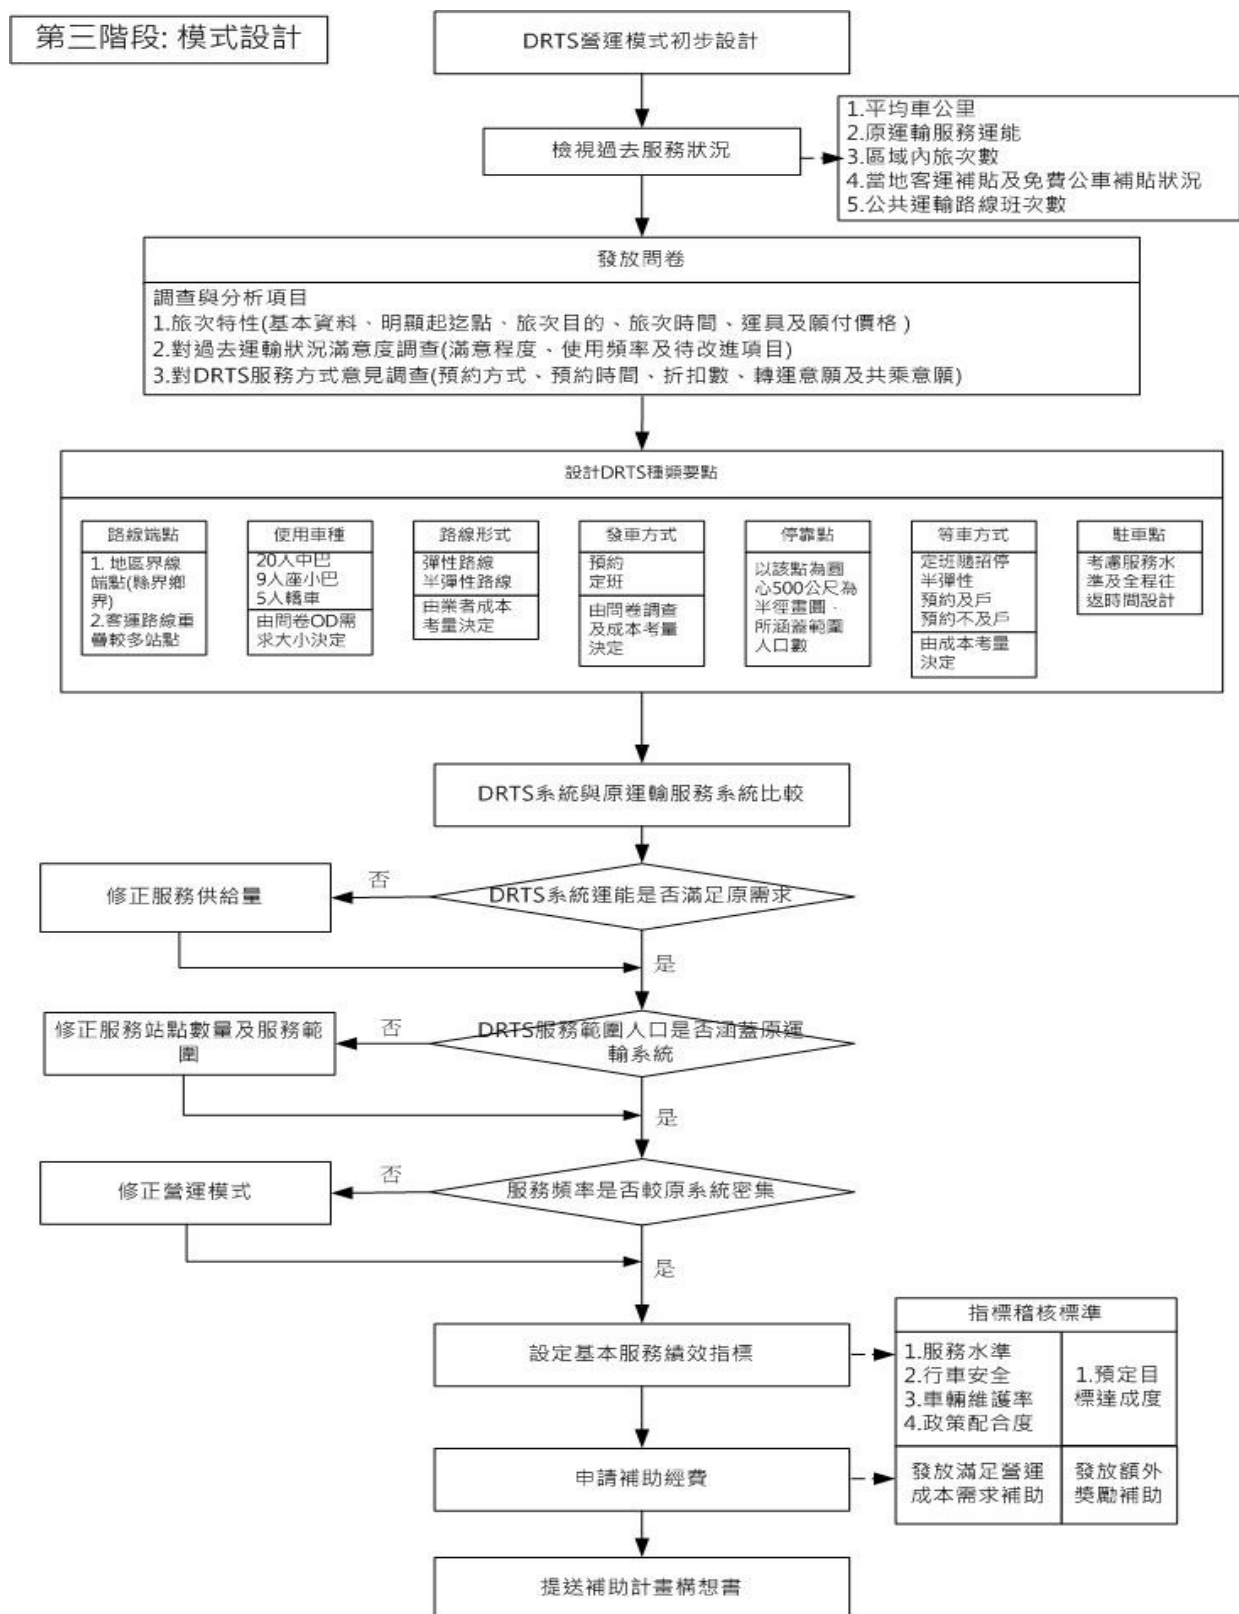 第三階段: 模式設計
DRTS營運模式初步設計
檢視過去服務狀況
1.平均車公里
2.原運輸服務運能
3.區域內旅次數
4.當地客運補貼及免費公車補貼狀況
5.公共運輸路線班次數
發放問卷
調查與分析項目
1.旅次特性(基本資料、明顯起迄點、旅次目的、旅次時間、運具及願付價格)
2.對過去運輸狀況滿意度調查(滿意程度、使用頻率及待改進項目)
3.對DRTS服務方式意見調查(預約方式、預約時間、折扣數、轉運意願及共乘意願)
設計DRTS種類要點
路線端點
1. 地區界線
端點(縣界鄉
界)
2.客運路線重
疊較多站點
使用車種
20人中巴
9人座小巴
5人轎車
由問卷OD需
求大小決定
路線形式
彈性路線
半彈性路線
由業者成本
考量決定
發車方式
預約
定班
由問卷調查
及成本考量
決定
停靠點
以該點為圓
心500公尺為
半徑畫圓，
所涵蓋範圍
人口數
等車方式
定班隨招停
半彈性
預約及戶
預約不及戶
由成本考量
決定
駐車點
考慮服務水
準及全程往
返時間設計
DRTS系統與原運輸服務系統比較
DRTS系統運能是否滿足原需求
否
修正服務供給量
是
DRTS服務範圍人口是否涵蓋原運
輸系統
否
修正服務站點數量及服務範
圍
是
服務頻率是否較原系統密集
否
修正營運模式
是
設定基本服務績效指標
指標稽核標準
1.服務水準
2.行車安全
3.車輛維護率
4.政策配合度
1.預定目
標達成度
申請補助經費
發放滿足營運
成本需求補助
發放額外
獎勵補助
提送補助計畫構想書